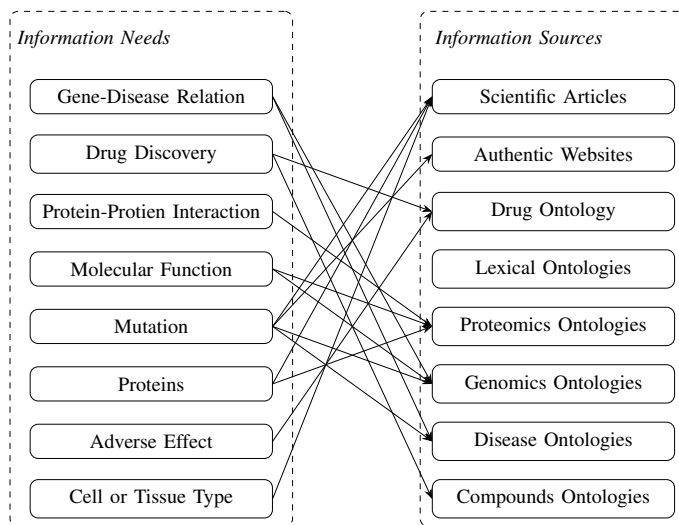 Information Needs
Gene-Disease Relation
Drug Discovery
Protein-Protien Interaction
Molecular Function
Mutation
Proteins
Adverse Effect
Cell or Tissue Type
Information Sources
Scientific Articles
Authentic Websites
Drug Ontology
Lexical Ontologies
Proteomics Ontologies
Genomics Ontologies
Disease Ontologies
Compounds Ontologies